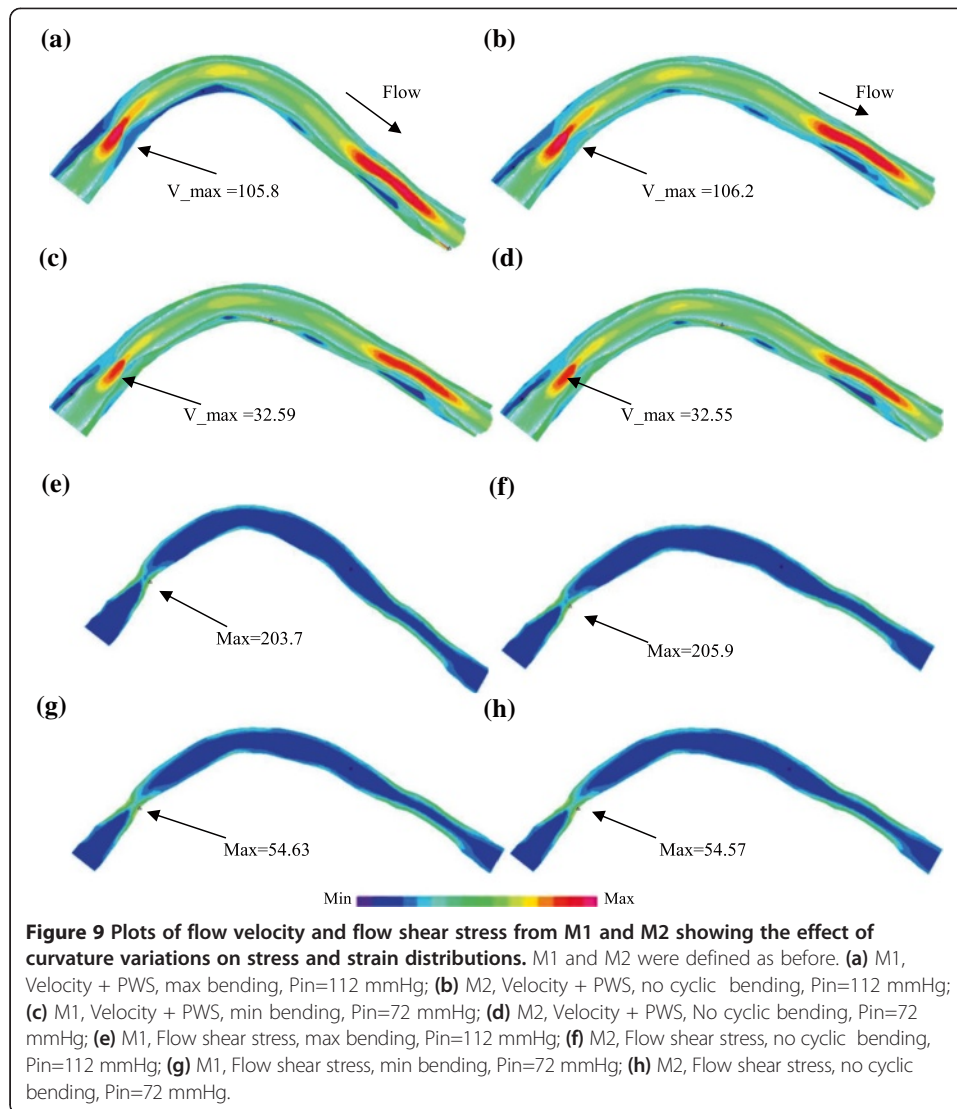 (a)
(b)
Flow
Flow
V_max =105.8
V_max =106.2
(c)
(d)
V_max =32.59
V_max =32.55
(e)
(f)
Max=203.7
Max=205.9
(g)
(h)
Max=54.63
Max=54.57
Min
Max
Figure 9 Plots of flow velocity and flow shear stress from M1 and M2 showing the effect of
curvature variations on stress and strain distributions. M1 and M2 were defined as before. (a) M1,
Velocity + PWS, max bending, Pin=112 mmHg; (b) M2, Velocity + PWS, no cyclic bending, Pin=112 mmHg;
(c) M1, Velocity + PWS, min bending, Pin=72 mmHg; (d) M2, Velocity + PWS, No cyclic bending, Pin=72
mmHg; (e) M1, Flow shear stress, max bending, Pin=112 mmHg; (f) M2, Flow shear stress, no cyclic bending,
Pin=112 mmHg; (g) M1, Flow shear stress, min bending, Pin=72 mmHg; (h) M2, Flow shear stress, no cyclic
bending, Pin=72 mmHg.